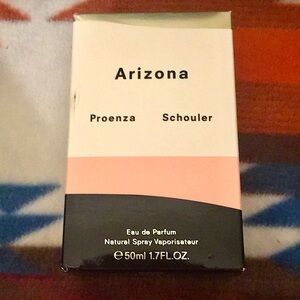 Arizona
Proenza Schouler
Eau de Parfum
Natural Spray Vaporisateur
℮50ml 1.7FL.OZ.